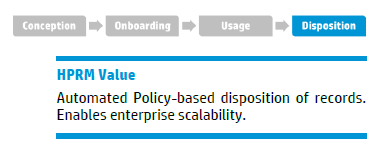 Conception Onboarding Usage Disposition
HPRM Value
Automated Policy-based disposition of records.
Enables enterprise scalability.